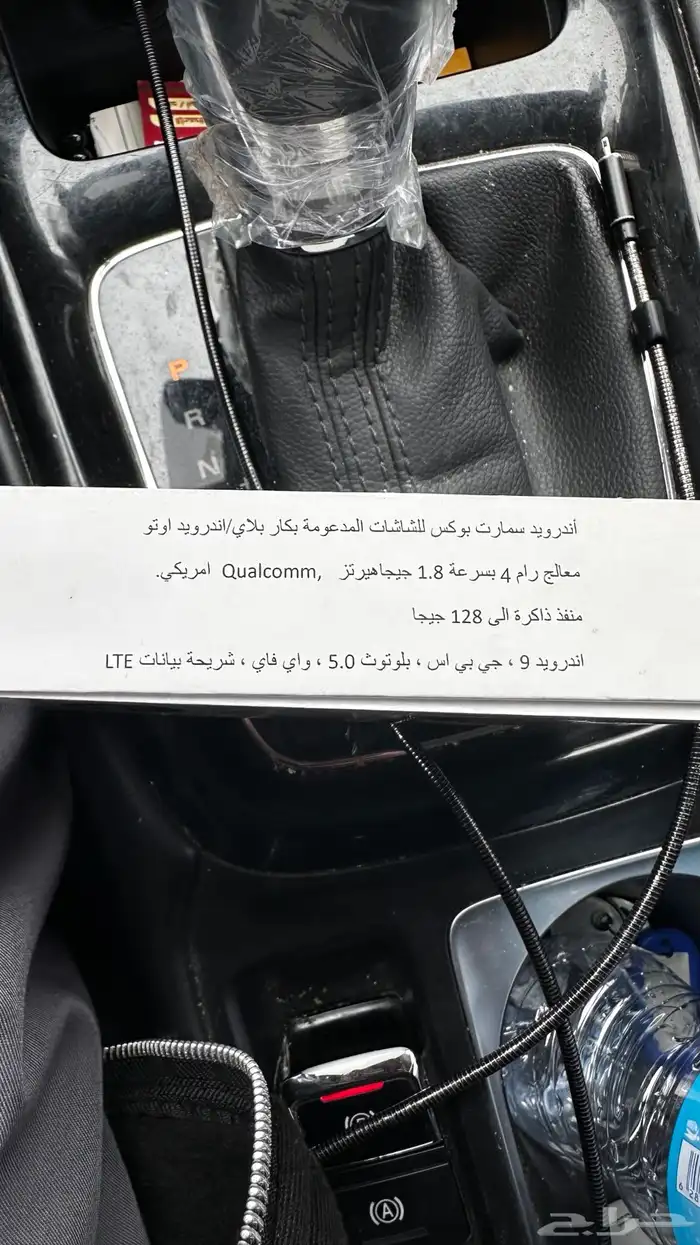 P
R
N
أندرويد سمارت بوكس للشاشات المدعومة بكار بلاي/اندرويد اوتو
معالج رام 4 بسرعة 1.8 جيجاهيرتز Qualcomm, امريكي.
منفذ ذاكرة الى 128 جيجا
اندرويد 9 ، جي بي اس ، بلوتوث 5.0 ، واي فاي ، شريحة بيانات LTE
(P)
(A)
حراج